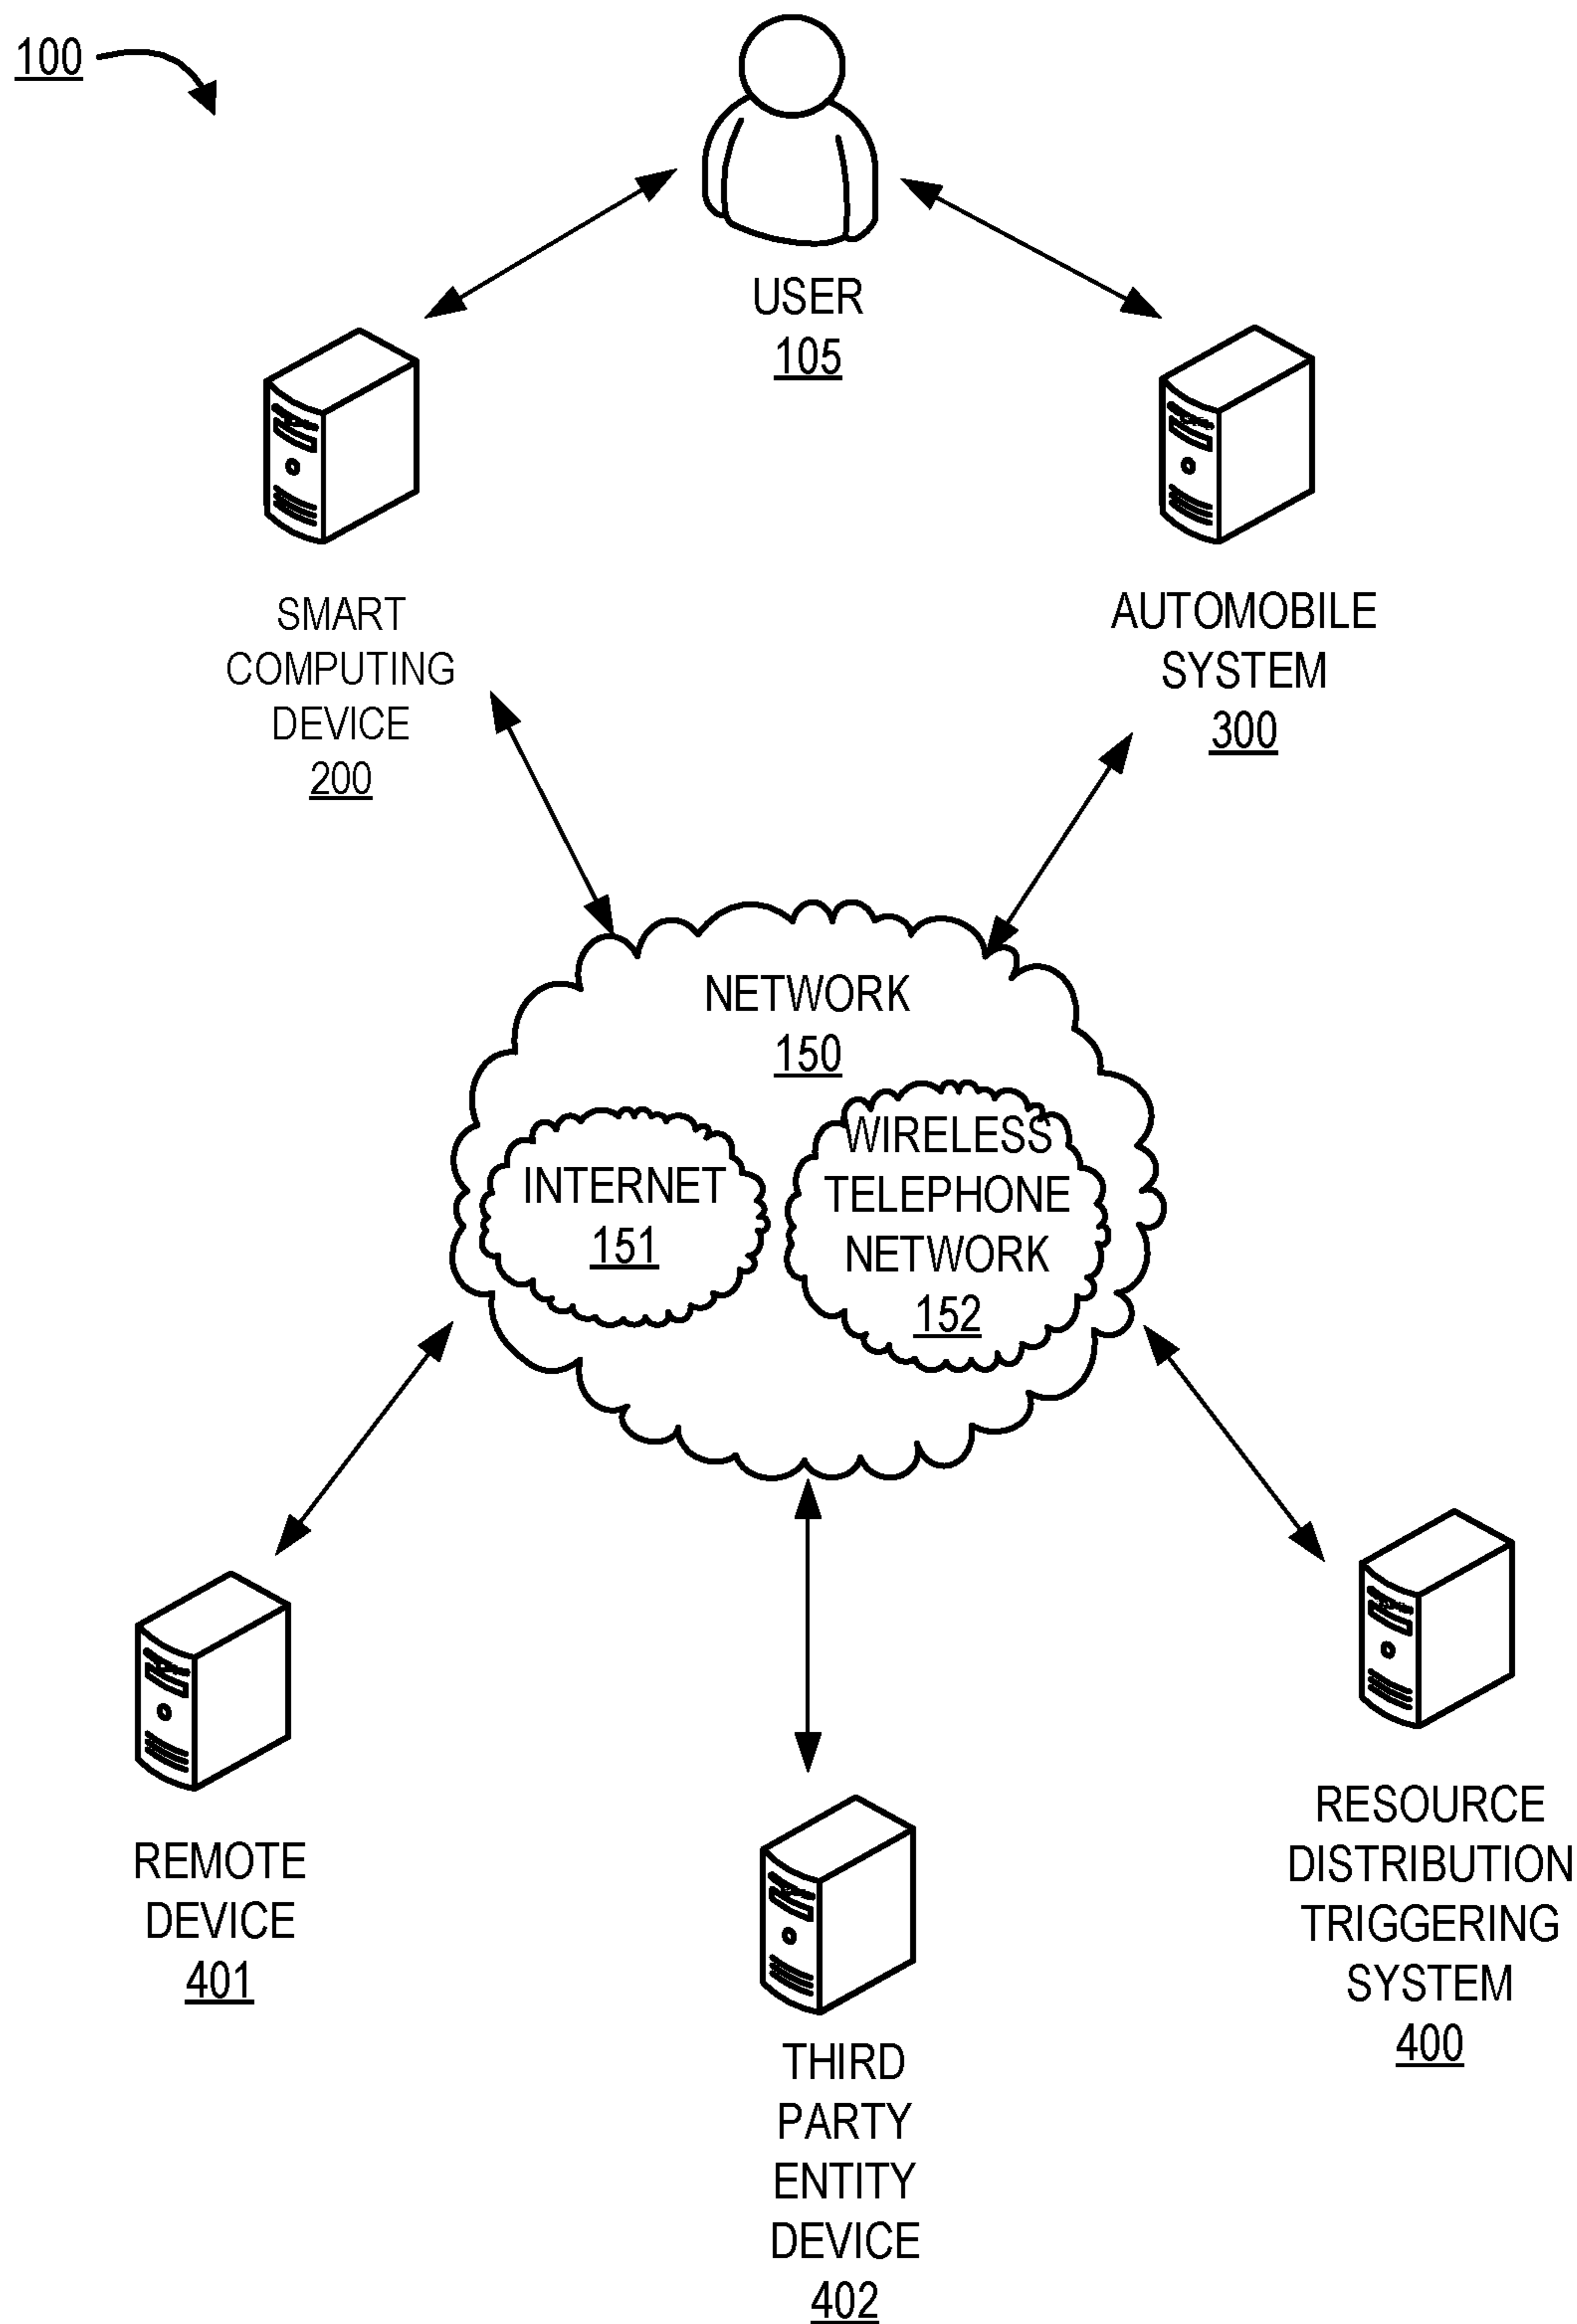 100
USER
105
SMART
COMPUTING
DEVICE
200
AUTOMOBILE
SYSTEM
300
NETWORK
150
INTERNET
151
WIRELESS
TELEPHONE
NETWORK
152
REMOTE
DEVICE
401
THIRD
PARTY
ENTITY
DEVICE
402
RESOURCE
DISTRIBUTION
TRIGGERING
SYSTEM
400